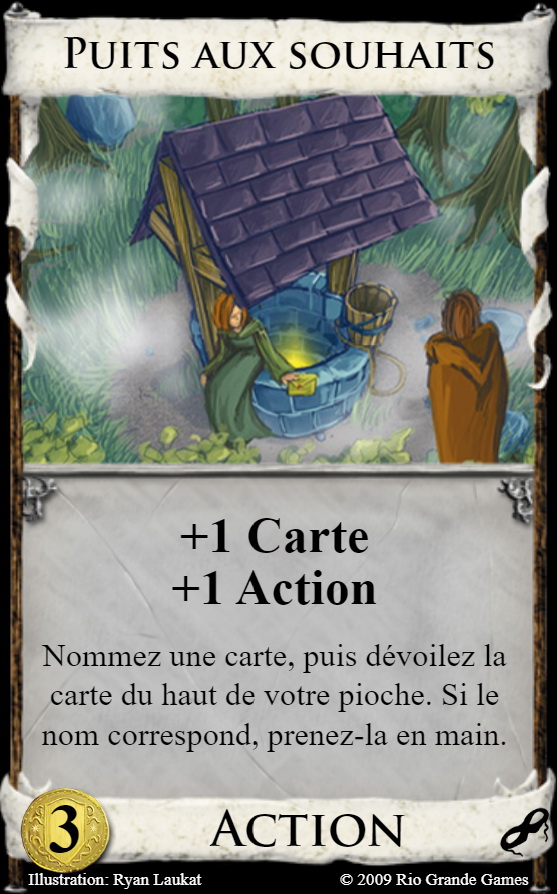 Puits aux souhaits
+1 Carte
+1 Action
Nommez une carte, puis dévoilez la
carte du haut de votre pioche. Si le
nom correspond, prenez-la en main.
3
Action
Illustration: Ryan Laukat
© 2009 Rio Grande Games